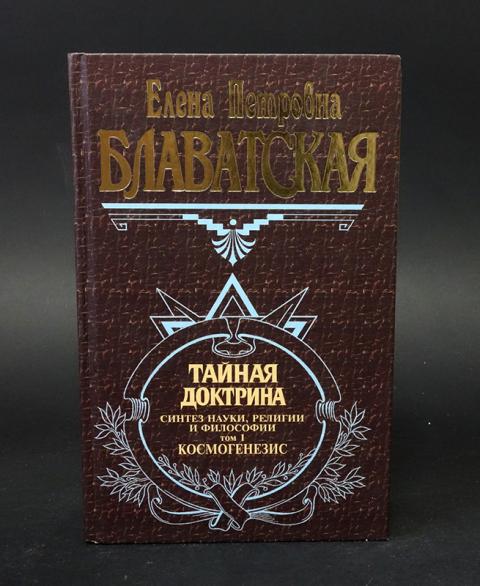 Елена Петровна
БЛАВАТСКАЯ
ТАЙНАЯ
ДОКТРИНА
СИНТЕЗ НАУКИ, РЕЛИГИИ
И ФИЛОСОФИИ
ТОМ 1
КОСМОГЕНЕЗИС